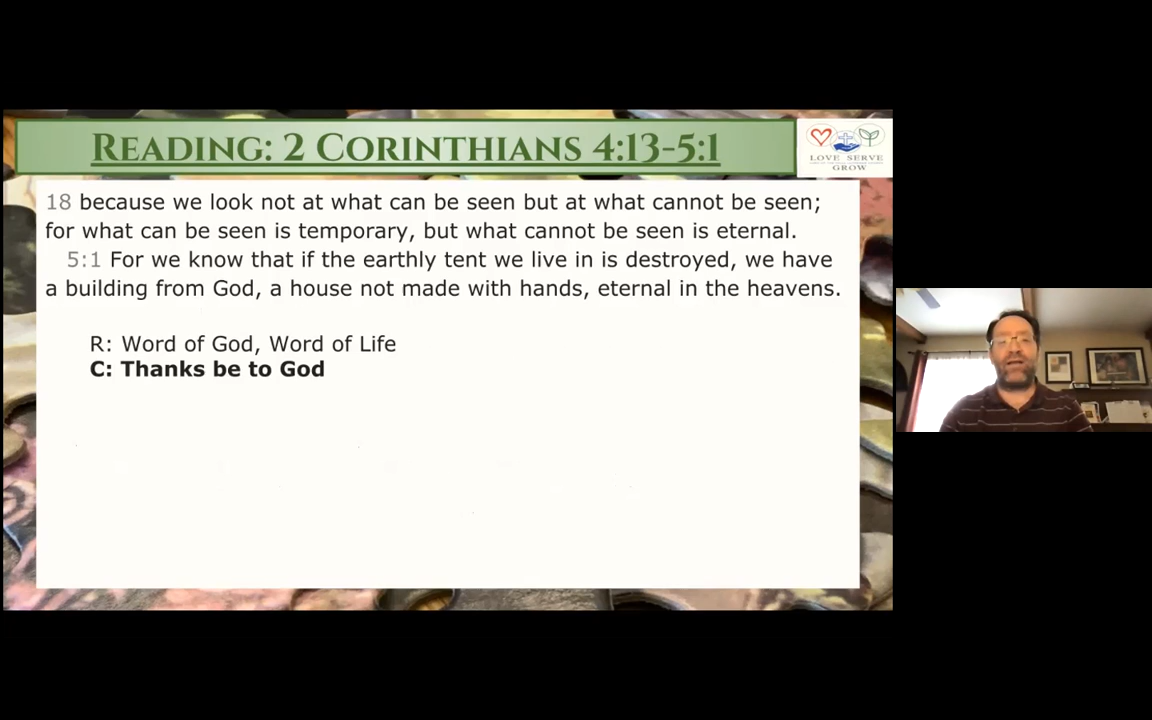 READING: 2 CORINTHIANS 4:13-5:1
LOVE SERVE
GROW
18 because we look not at what can be seen but at what cannot be seen;
for what can be seen is temporary, but what cannot be seen is eternal.
5:1 For we know that if the earthly tent we live in is destroyed, we have
a building from God, a house not made with hands, eternal in the heavens.
R: Word of God, Word of Life
C: Thanks be to God